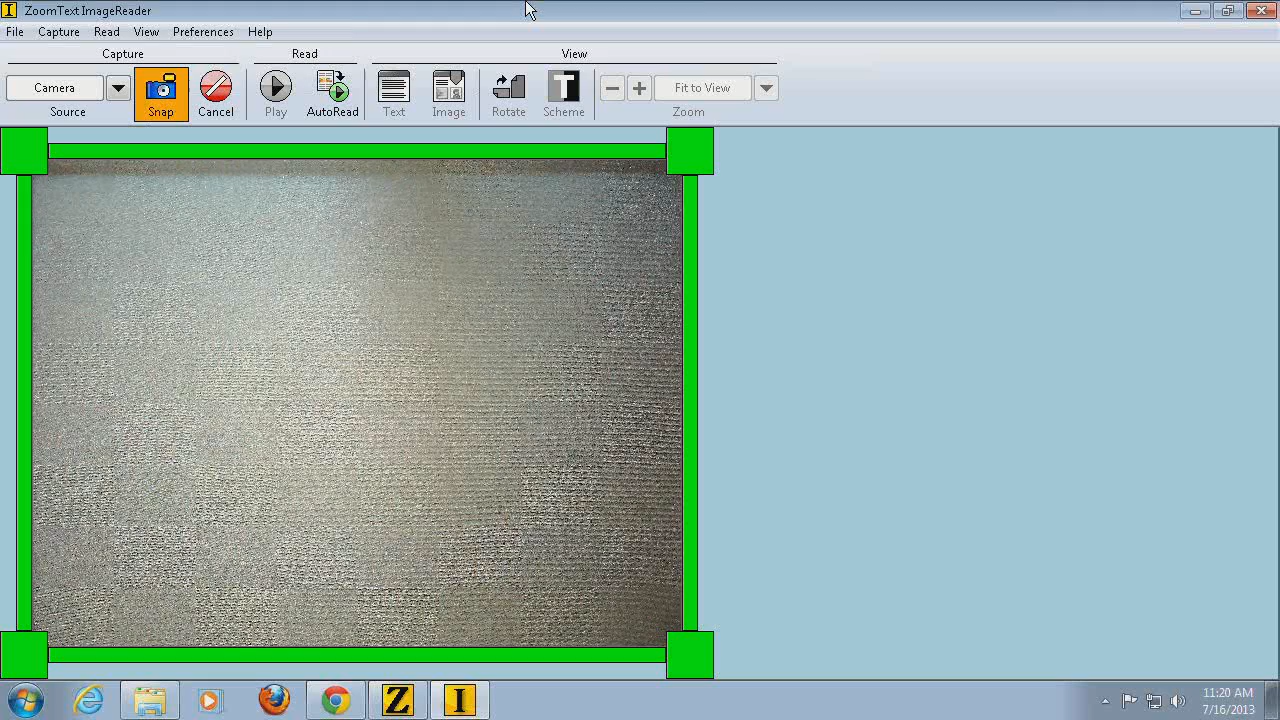 ZoomText ImageReader
File Capture Read View Preferences Help
Capture Read View
Camera Snap Cancel Play AutoRead Text Image Rotate Scheme Fit to View
Source Zoom
Z I 11:20 AM
7/16/2013